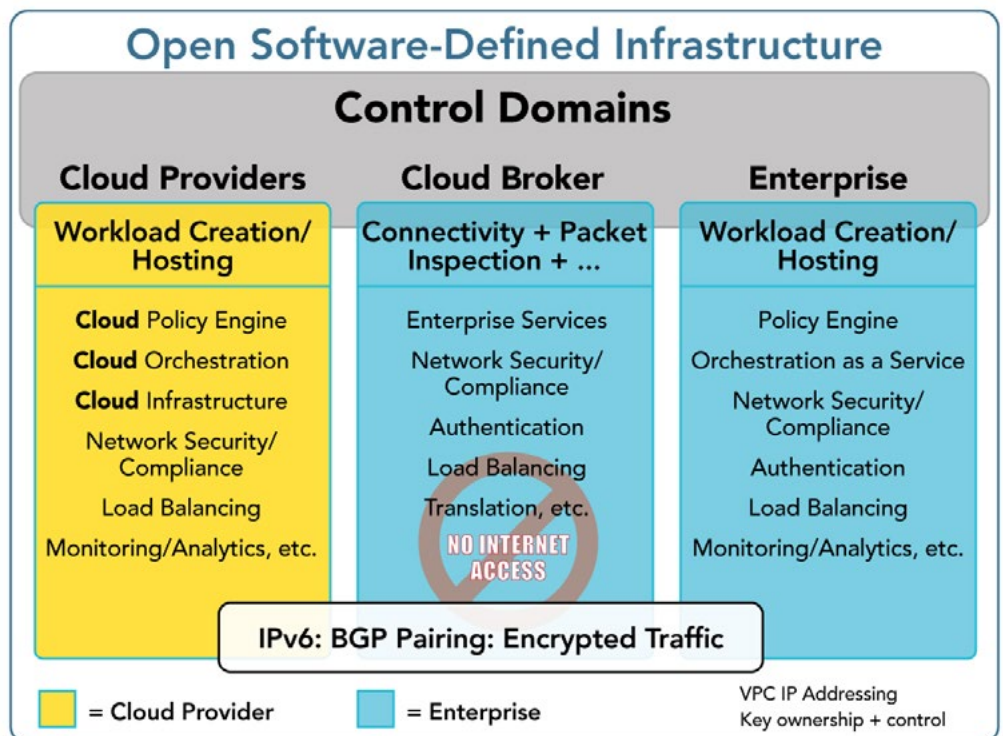 Open Software-Defined Infrastructure
Control Domains
Cloud Providers
Workload Creation/
Hosting
Cloud Policy Engine
Cloud Orchestration
Cloud Infrastructure
Network Security/
Compliance
Load Balancing
Monitoring/Analytics, etc.
Cloud Broker
Connectivity + Packet
Inspection + ...
Enterprise Services
Network Security/
Compliance
Authentication
Load Balancing
Translation, etc.
NO INTERNET
ACCESS
Enterprise
Workload Creation/
Hosting
Policy Engine
Orchestration as a Service
Network Security/
Compliance
Authentication
Load Balancing
Monitoring/Analytics, etc.
IPv6: BGP Pairing: Encrypted Traffic
= Cloud Provider
= Enterprise
VPC IP Addressing
Key ownership + control